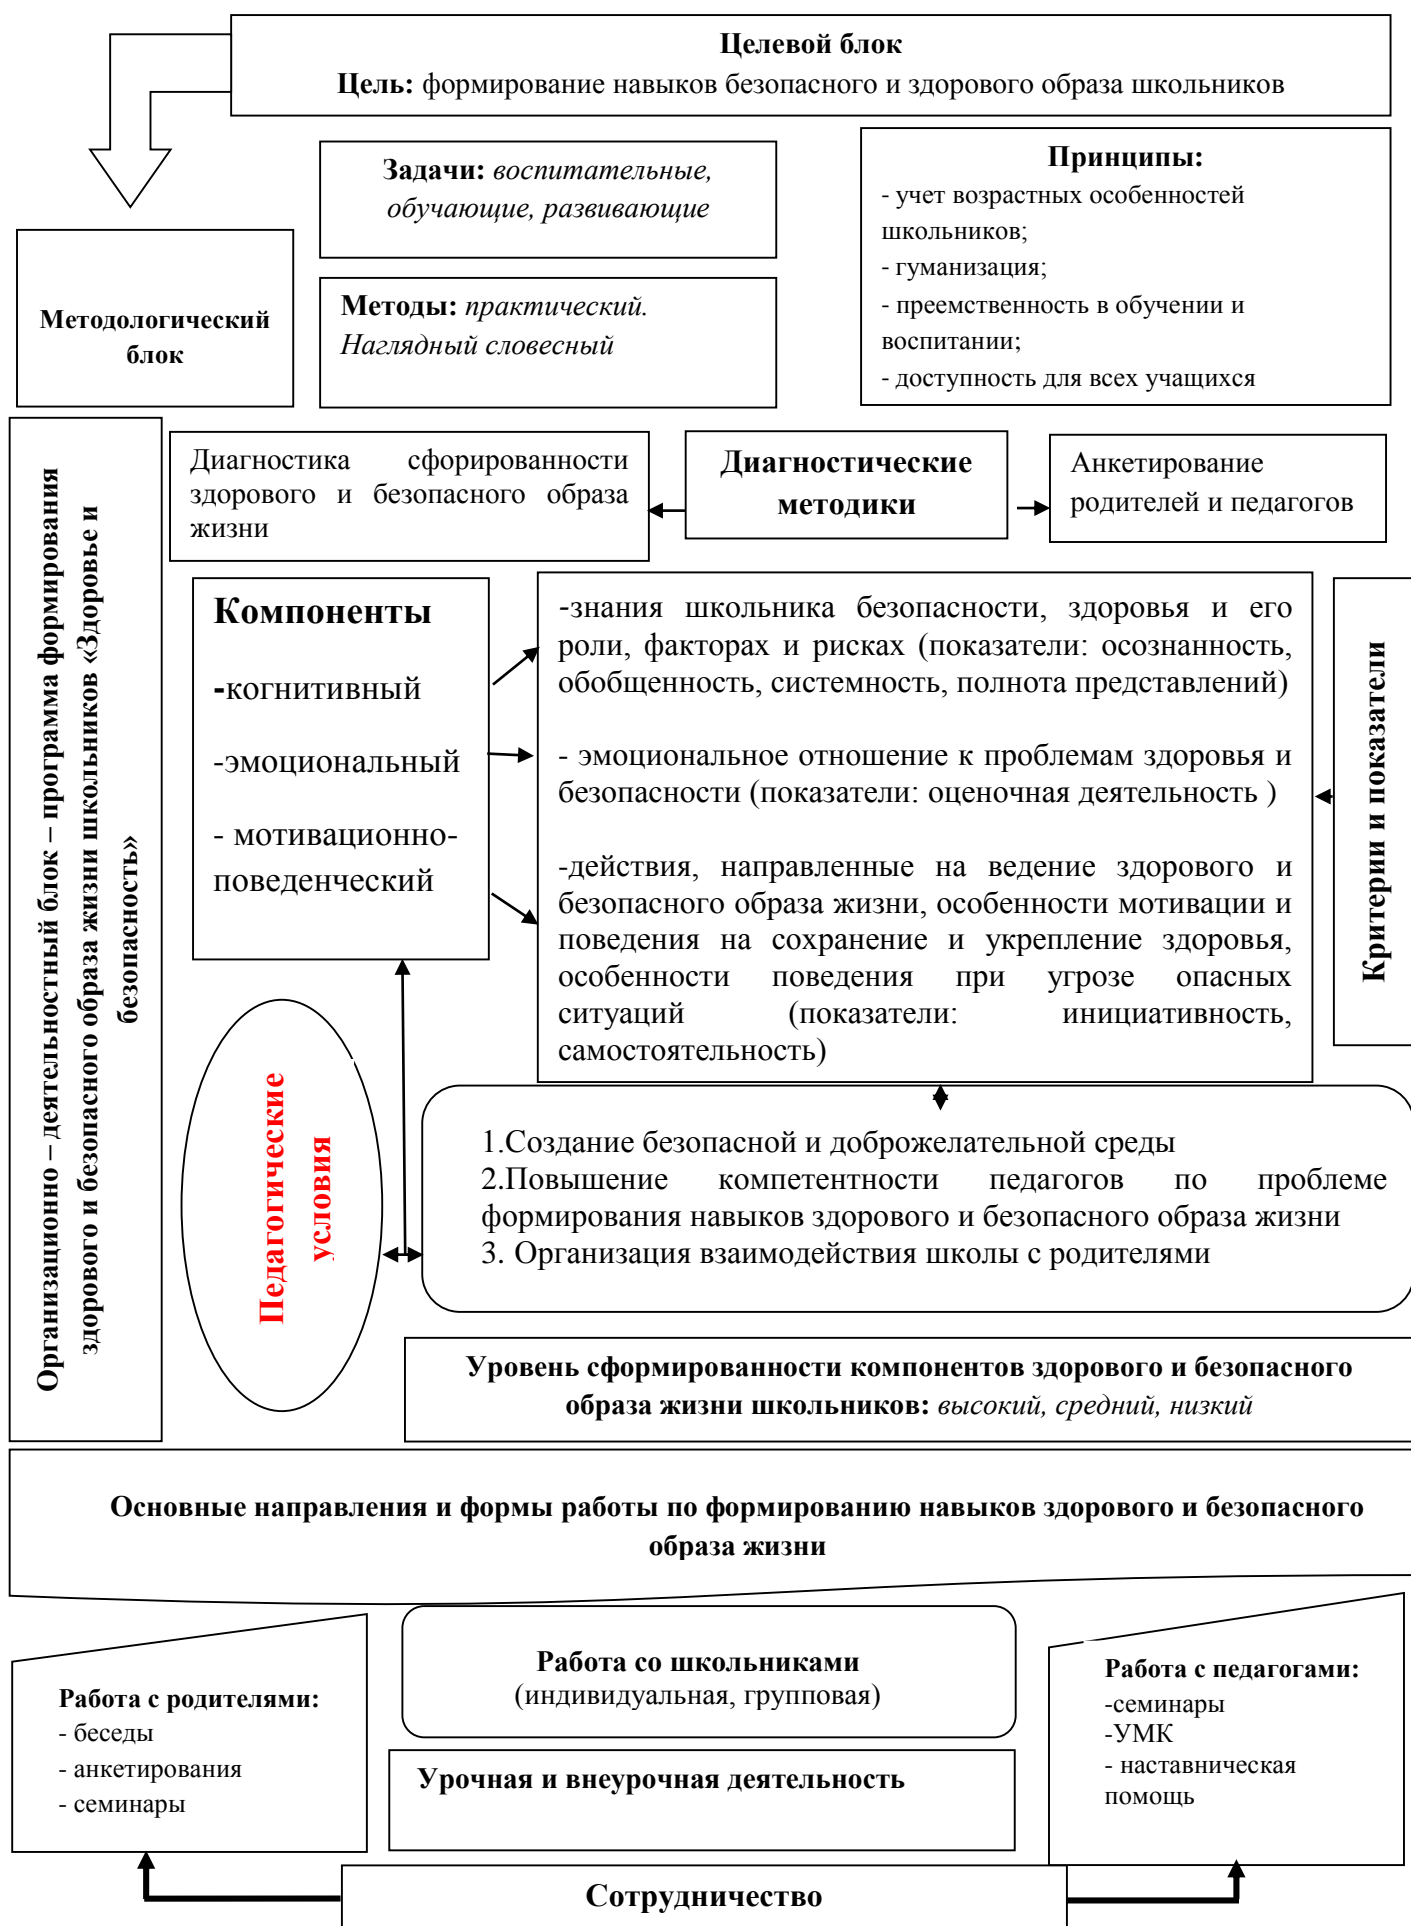 Целевой блок
Цель: формирование навыков безопасного и здорового образа школьников
Задачи: воспитательные,
обучающие, развивающие
Принципы:
- учет возрастных особенностей
школьников;
- гуманизация;
- преемственность в обучении и
воспитании;
- доступность для всех учащихся
Методологический
блок
Методы: практический.
Наглядный словесный
Организационно – деятельностный блок – программа формирования
здорового и безопасного образа жизни школьников «Здоровье и
безопасность»
Диагностика сфорированности
здорового и безопасного образа
жизни
Диагностические
методики
Анкетирование
родителей и педагогов
Компоненты
-когнитивный
-эмоциональный
- мотивационно-
поведенческий
-знания школьника безопасности, здоровья и его
роли, факторах и рисках (показатели: осознанность,
обобщенность, системность, полнота представлений)
- эмоциональное отношение к проблемам здоровья и
безопасности (показатели: оценочная деятельность )
-действия, направленные на ведение здорового и
безопасного образа жизни, особенности мотивации и
поведения на сохранение и укрепление здоровья,
особенности поведения при угрозе опасных
ситуаций (показатели: инициативность,
самостоятельность)
Критерии и показатели
Педагогические
условия
1.Создание безопасной и доброжелательной среды
2.Повышение компетентности педагогов по проблеме
формирования навыков здорового и безопасного образа жизни
3. Организация взаимодействия школы с родителями
Уровень сформированности компонентов здорового и безопасного
образа жизни школьников: высокий, средний, низкий
Основные направления и формы работы по формированию навыков здорового и безопасного
образа жизни
Работа с родителями:
- беседы
- анкетирования
- семинары
Работа со школьниками
(индивидуальная, групповая)
Урочная и внеурочная деятельность
Работа с педагогами:
-семинары
-УМК
- наставническая
помощь
Сотрудничество